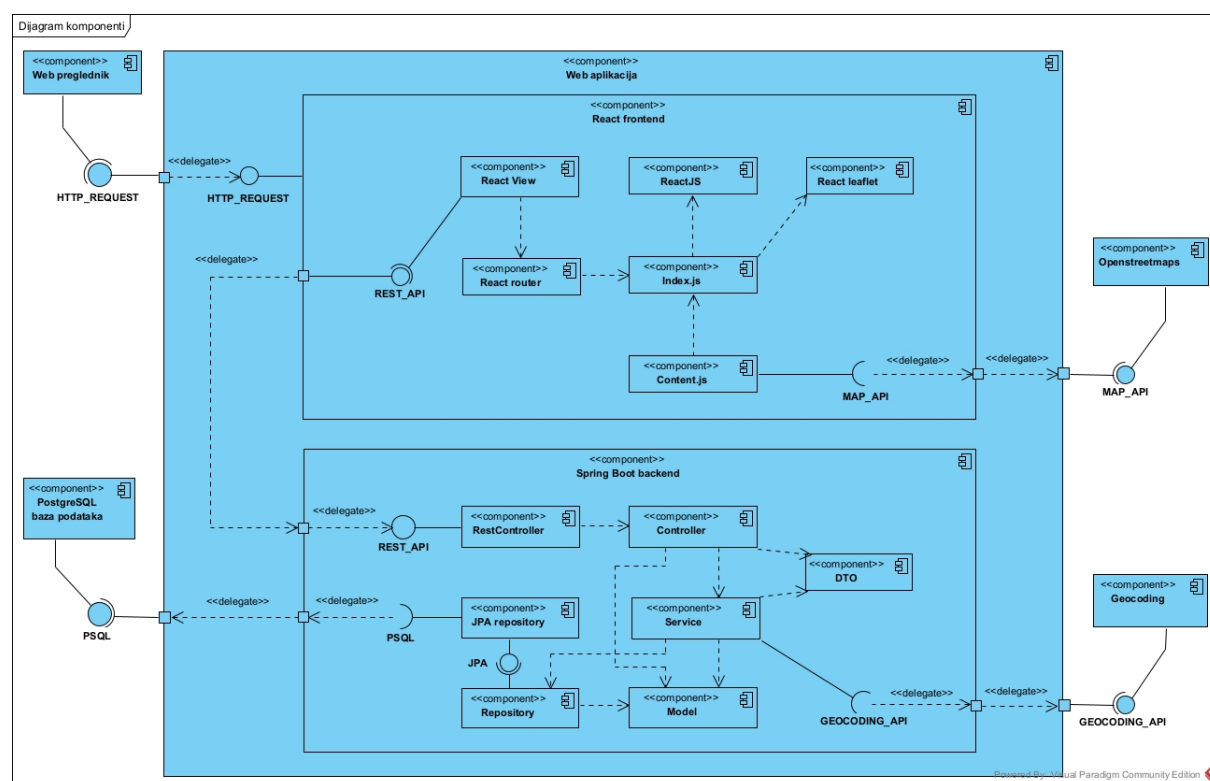 Dijagram komponenti
<<component>>
Web preglednik
<<component>>
Web aplikacija
<<component>>
React frontend
<<delegate>>
HTTP_REQUEST
HTTP_REQUEST
<<component>>
React View
<<component>>
ReactJS
<<component>>
React leaflet
<<delegate>>
REST_API
<<component>>
React router
<<component>>
Index.js
<<component>>
Openstreetmaps
<<component>>
Content.js
MAP_API
<<delegate>>
<<delegate>>
MAP_API
<<component>>
Spring Boot backend
<<component>>
PostgreSQL
baza podataka
<<delegate>>
REST_API
<<component>>
RestController
<<component>>
Controller
<<component>>
DTO
<<component>>
Geocoding
<<delegate>>
<<delegate>>
PSQL
PSQL
<<component>>
JPA repository
<<component>>
Service
JPA
<<component>>
Repository
<<component>>
Model
GEOCODING_API
<<delegate>>
<<delegate>>
GEOCODING_API
Powered By Visual Paradigm Community Edition